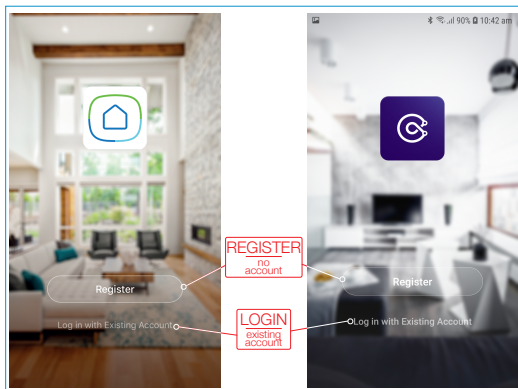 90% 10:42 am
REGISTER
no
account
Register
Register
LOGIN
existing
account
Log in with Existing Account
Log in with Existing Account